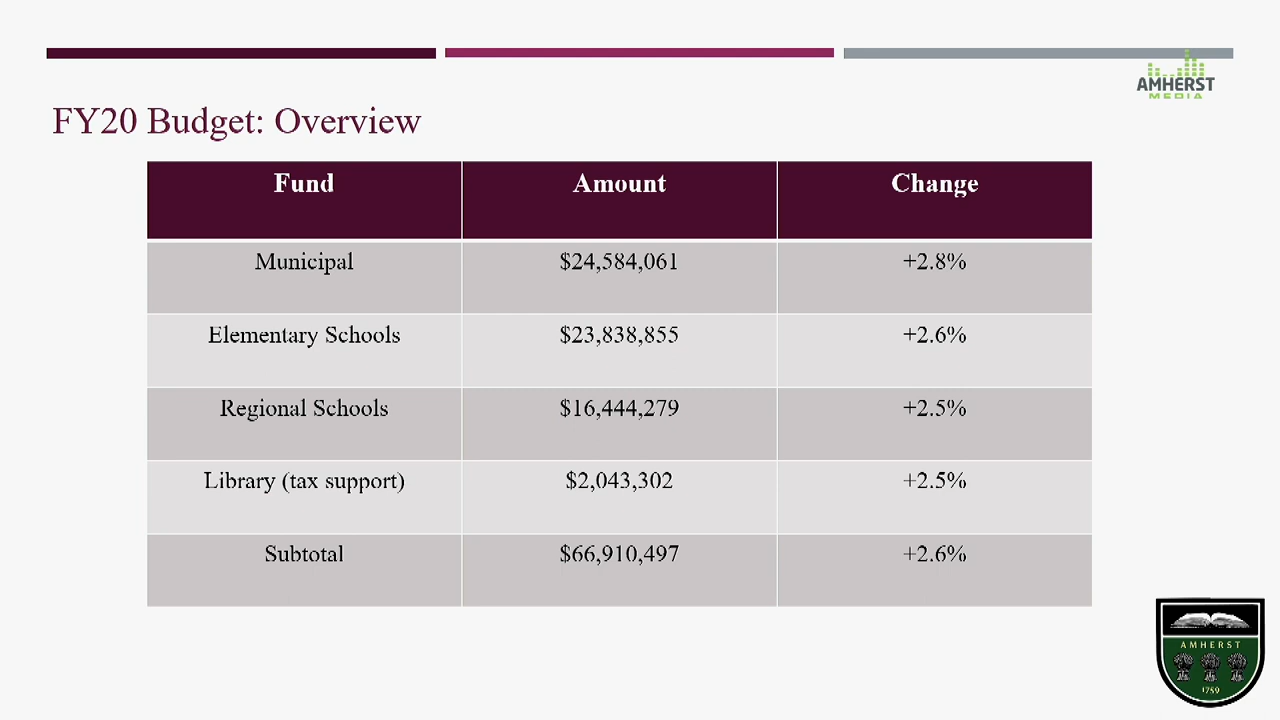 AMHERST
MEDIA
FY20 Budget: Overview
Fund Amount Change
Municipal $24,584,061 +2.8%
Elementary Schools $23,838,855 +2.6%
Regional Schools $16,444,279 +2.5%
Library (tax support) $2,043,302 +2.5%
Subtotal $66,910,497 +2.6%
AMHERST
1759